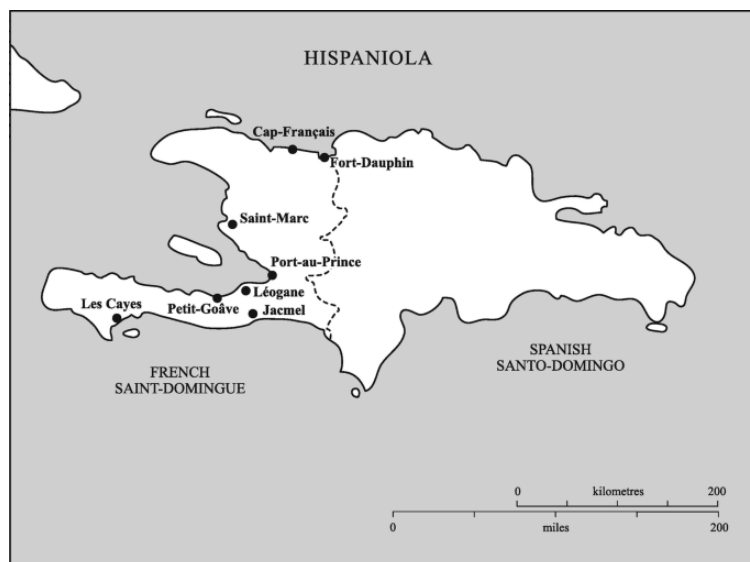 HISPANIOLA
Cap-Français
Fort-Dauphin
Saint-Marc
Port-au-Prince
Léogane
Les Cayes
Petit-Goâve
Jacmel
FRENCH
SAINT-DOMINGUE
SPANISH
SANTO-DOMINGO
0 kilometres 200
0 miles 200